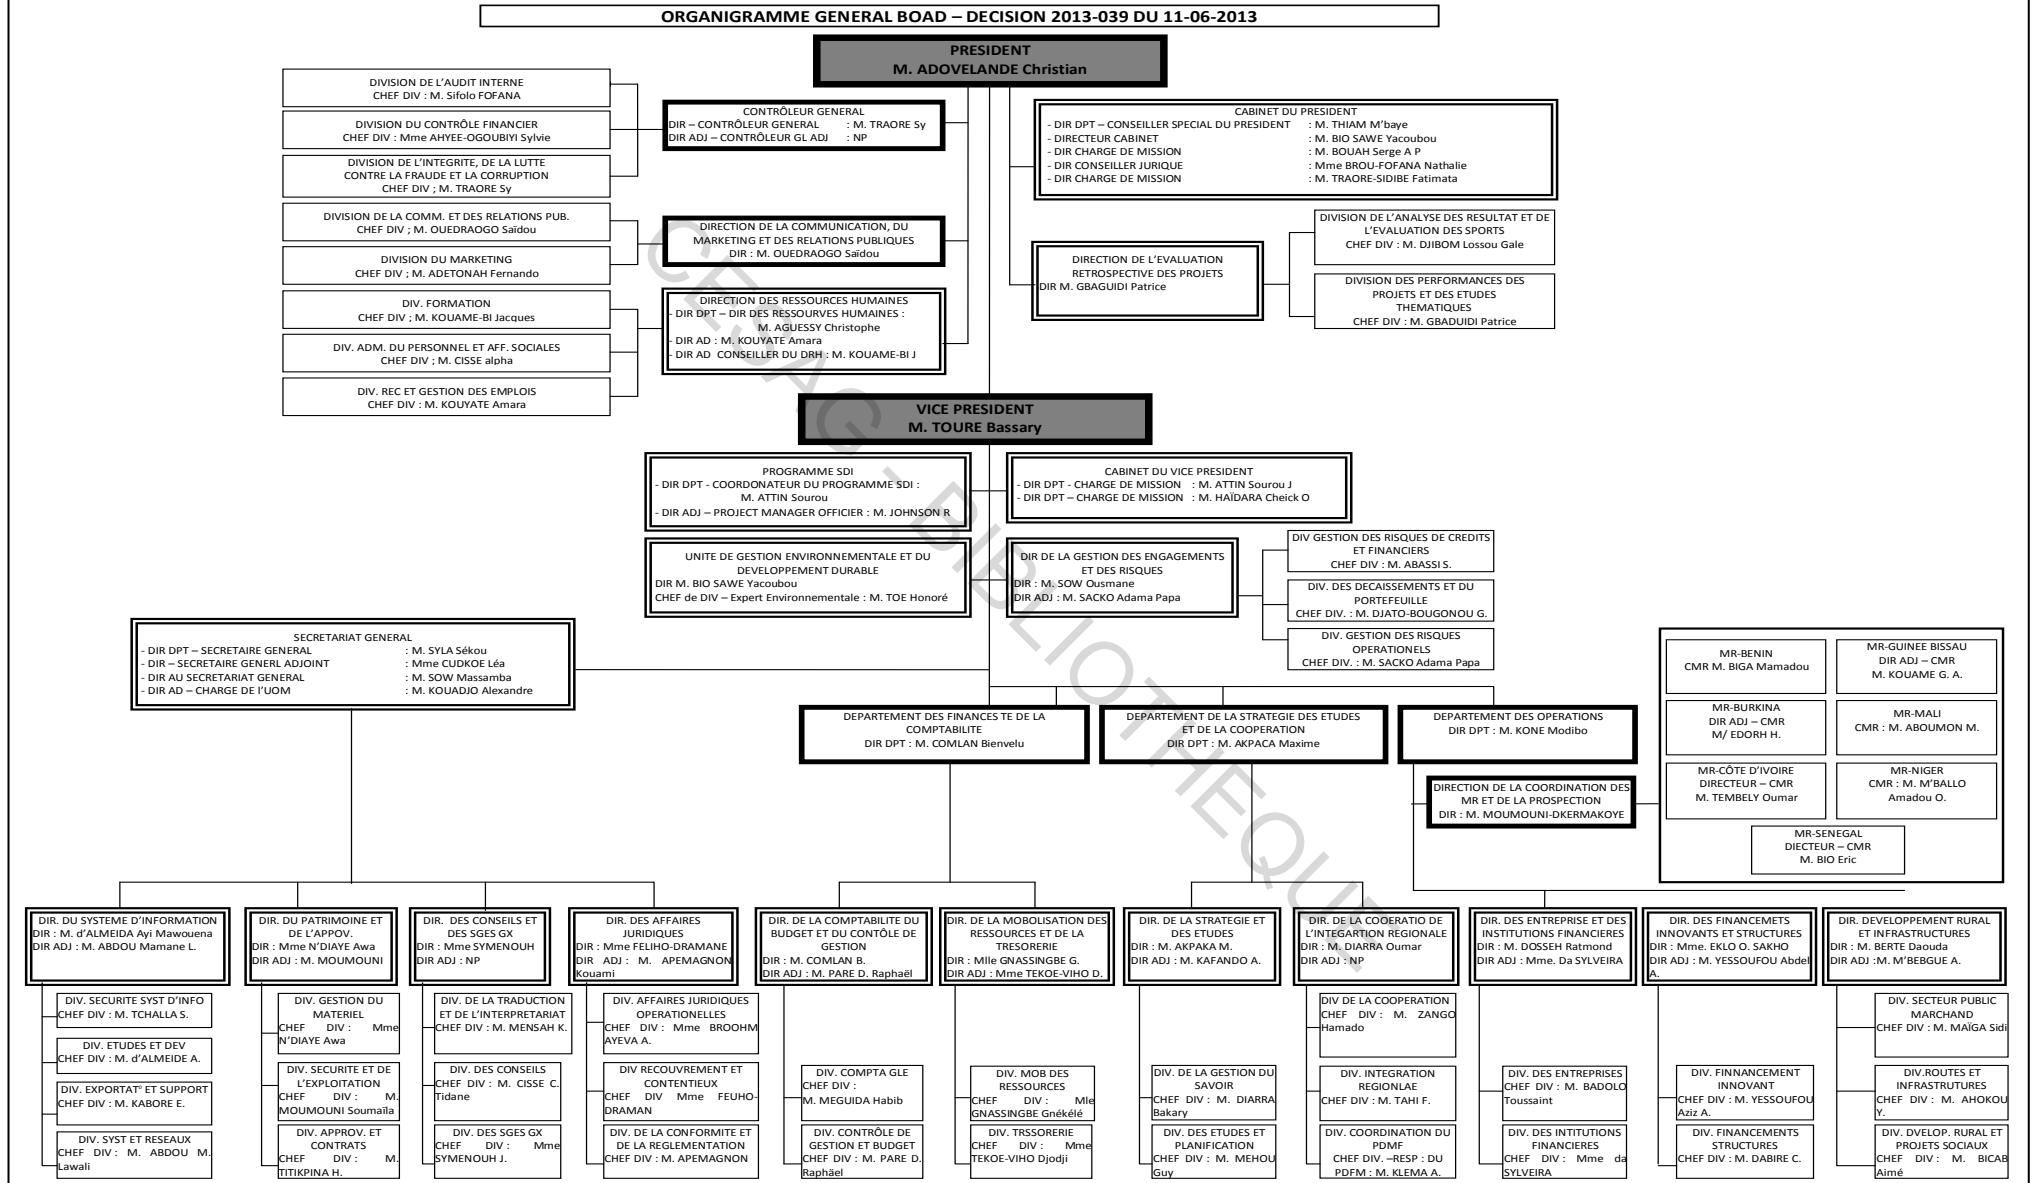 ORGANIGRAMME GENERAL BOAD – DECISION 2013-039 DU 11-06-2013
PRESIDENT
M. ADOVELANDE Christian
DIVISION DE L'AUDIT INTERNE
CHEF DIV : M. Sifolo FOFANA
DIVISION DU CONTRÔLE FINANCIER
CHEF DIV : Mme AHYEE-OGOUBIYI Sylvie
DIVISION DE L'INTEGRITE, DE LA LUTTE
CONTRE LA FRAUDE ET LA CORRUPTION
CHEF DIV ; M. TRAORE Sy
CONTRÔLEUR GENERAL
DIR – CONTRÔLEUR GENERAL : M. TRAORE Sy
DIR ADJ – CONTRÔLEUR GL ADJ : NP
CABINET DU PRESIDENT
- DIR DPT – CONSEILLER SPECIAL DU PRESIDENT : M. THIAM M'baye
- DIRECTEUR CABINET : M. BIO SAWE Yacoubou
- DIR CHARGE DE MISSION : M. BOUAH Serge A P
- DIR CONSEILLER JURIQUE : Mme BROU-FOFANA Nathalie
- DIR CHARGE DE MISSION : M. TRAORE-SIDIBE Fatimata
DIVISION DE LA COMM. ET DES RELATIONS PUB.
CHEF DIV ; M. OUEDRAOGO Saïdou
DIVISION DU MARKETING
CHEF DIV ; M. ADETONAH Fernando
DIRECTION DE LA COMMUNICATION, DU
MARKETING ET DES RELATIONS PUBLIQUES
DIR : M. OUEDRAOGO Saïdou
DIRECTION DE L'EVALUATION
RETROSPECTIVE DES PROJETS
DIR M. GBAGUIDI Patrice
DIVISION DE L'ANALYSE DES RESULTAT ET DE
L'EVALUATION DES SPORTS
CHEF DIV : M. DJIBOM Lossou Gale
DIVISION DES PERFORMANCES DES
PROJETS ET DES ETUDES
THEMATIQUES
CHEF DIV : M. GBADUIDI Patrice
DIV. FORMATION
CHEF DIV ; M. KOUAME-BI Jacques
DIV. ADM. DU PERSONNEL ET AFF. SOCIALES
CHEF DIV ; M. CISSE alpha
DIV. REC ET GESTION DES EMPLOIS
CHEF DIV : M. KOUYATE Amara
DIRECTION DES RESSOURCES HUMAINES
- DIR DPT – DIR DES RESSOURVES HUMAINES :
M. AGUESSY Christophe
- DIR AD : M. KOUYATE Amara
- DIR AD CONSEILLER DU DRH : M. KOUAME-BI J
VICE PRESIDENT
M. TOURE Bassary
PROGRAMME SDI
- DIR DPT - COORDONATEUR DU PROGRAMME SDI :
M. ATTIN Sourou
- DIR ADJ – PROJECT MANAGER OFFICIER : M. JOHNSON R
CABINET DU VICE PRESIDENT
- DIR DPT - CHARGE DE MISSION : M. ATTIN Sourou J
- DIR DPT – CHARGE DE MISSION : M. HAÏDARA Cheick O
UNITE DE GESTION ENVIRONNEMENTALE ET DU
DEVELOPPEMENT DURABLE
DIR M. BIO SAWE Yacoubou
CHEF de DIV – Expert Environnementale : M. TOE Honoré
DIR DE LA GESTION DES ENGAGEMENTS
ET DES RISQUES
DIR : M. SOW Ousmane
DIR ADJ : M. SACKO Adama Papa
DIV GESTION DES RISQUES DE CREDITS
ET FINANCIERS
CHEF DIV : M. ABASSI S.
DIV. DES DECAISSEMENTS ET DU
PORTEFEUILLE
CHEF DIV. : M. DJATO-BOUGONOU G.
DIV. GESTION DES RISQUES
OPERATIONELS
CHEF DIV. : M. SACKO Adama Papa
SECRETARIAT GENERAL
- DIR DPT – SECRETAIRE GENERAL : M. SYLA Sékou
- DIR – SECRETAIRE GENERL ADJOINT : Mme CUDKOE Léa
- DIR AU SECRETARIAT GENERAL : M. SOW Massamba
- DIR AD – CHARGE DE l'UOM : M. KOUADJO Alexandre
DEPARTEMENT DES FINANCES TE DE LA
COMPTABILITE
DIR DPT : M. COMLAN Bienvelu
DEPARTEMENT DE LA STRATEGIE DES ETUDES
ET DE LA COOPERATION
DIR DPT : M. AKPACA Maxime
DEPARTEMENT DES OPERATIONS
DIR DPT : M. KONE Modibo
DIRECTION DE LA COORDINATION DES
MR ET DE LA PROSPECTION
DIR : M. MOUMOUNI-DKERMAKOYE
MR-BENIN
CMR M. BIGA Mamadou
MR-GUINEE BISSAU
DIR ADJ – CMR
M. KOUAME G. A.
MR-BURKINA
DIR ADJ – CMR
M/ EDORH H.
MR-MALI
CMR : M. ABOUMON M.
MR-CÔTE D'IVOIRE
DIRECTEUR – CMR
M. TEMBELY Oumar
MR-NIGER
CMR : M. M'BALLO
Amadou O.
MR-SENEGAL
DIECTEUR – CMR
M. BIO Eric
DIR. DU SYSTEME D'INFORMATION
DIR : M. d'ALMEIDA Ayi Mawouena
DIR ADJ : M. ABDOU Mamane L.
DIR. DU PATRIMOINE ET
DE L'APPOV.
DIR : Mme N'DIAYE Awa
DIR ADJ : M. MOUMOUNI
DIR. DES CONSEILS ET
DES SGES GX
DIR : Mme SYMENOUH
DIR ADJ : NP
DIR. DES AFFAIRES
JURIDIQUES
DIR : Mme FELIHO-DRAMANE
DIR ADJ : M. APEMAGNON
Kouami
DIR. DE LA COMPTABILITE DU
BUDGET ET DU CONTÔLE DE
GESTION
DIR : M. COMLAN B.
DIR ADJ : M. PARE D. Raphaël
DIR. DE LA MOBOLISATION DES
RESSOURCES ET DE LA
TRESORERIE
DIR : Mlle GNASSINGBE G.
DIR ADJ : Mme TEKOE-VIHO D.
DIR. DE LA STRATEGIE ET
DES ETUDES
DIR : M. AKPAKA M.
DIR ADJ : M. KAFANDO A.
DIR. DE LA COOERATIO DE
L'INTEGARTION REGIONALE
DIR : M. DIARRA Oumar
DIR ADJ : NP
DIR. DES ENTREPRISE ET DES
INSTITUTIONS FINANCIERES
DIR : M. DOSSEH Ratmond
DIR ADJ : Mme. Da SYLVEIRA
DIR. DES FINANCEMETS
INNOVANTS ET STRUCTURES
DIR : Mme. EKLO O. SAKHO
DIR ADJ : M. YESSOUFOU Abdel
A.
DIR. DEVELOPPEMENT RURAL
ET INFRASTRUCTURES
DIR : M. BERTE Daouda
DIR ADJ :M. M'BEBGUE A.
DIV. SECURITE SYST D'INFO
CHEF DIV : M. TCHALLA S.
DIV. ETUDES ET DEV
CHEF DIV : M. d'ALMEIDE A.
DIV. EXPORTAT° ET SUPPORT
CHEF DIV : M. KABORE E.
DIV. SYST ET RESEAUX
CHEF DIV : M. ABDOU M.
Lawali
DIV. GESTION DU
MATERIEL
CHEF DIV : Mme
N'DIAYE Awa
DIV. SECURITE ET DE
L'EXPLOITATION
CHEF DIV : M.
MOUMOUNI Soumaïla
DIV. APPROV. ET
CONTRATS
CHEF DIV : M.
TITIKPINA H.
DIV. DE LA TRADUCTION
ET DE L'INTERPRETARIAT
CHEF DIV : M. MENSAH K.
DIV. DES CONSEILS
CHEF DIV : M. CISSE C.
Tidane
DIV. DES SGES GX
CHEF DIV : Mme
SYMENOUH J.
DIV. AFFAIRES JURIDIQUES
OPERATIONELLES
CHEF DIV : Mme BROOHM
AYEVA A.
DIV RECOUVREMENT ET
CONTENTIEUX
CHEF DIV Mme FEUHO-
DRAMAN
DIV. DE LA CONFORMITE ET
DE LA REGLEMENTATION
CHEF DIV : M. APEMAGNON
DIV. COMPTA GLE
CHEF DIV :
M. MEGUIDA Habib
DIV. CONTRÔLE DE
GESTION ET BUDGET
CHEF DIV : M. PARE D.
Raphäel
DIV. MOB DES
RESSOURCES
CHEF DIV : Mle
GNASSINGBE Gnékélé
DIV. TRSSORERIE
CHEF DIV : Mme
TEKOE-VIHO Djodji
DIV. DE LA GESTION DU
SAVOIR
CHEF DIV : M. DIARRA
Bakary
DIV. DES ETUDES ET
PLANIFICATION
CHEF DIV : M. MEHOU
Guy
DIV DE LA COOPERATION
CHEF DIV : M. ZANGO
Hamado
DIV. INTEGRATION
REGIONLAE
CHEF DIV : M. TAHI F.
DIV. COORDINATION DU
PDMF
CHEF DIV. –RESP : DU
PDFM : M. KLEMA A.
DIV. DES ENTREPRISES
CHEF DIV : M. BADOLO
Toussaint
DIV. DES INTITUTIONS
FINANCIERES
CHEF DIV : Mme da
SYLVEIRA
DIV. FINNANCEMENT
INNOVANT
CHEF DIV : M. YESSOUFOU
Aziz A.
DIV. FINANCEMENTS
STRUCTURES
CHEF DIV : M. DABIRE C.
DIV. SECTEUR PUBLIC
MARCHAND
CHEF DIV : M. MAÏGA Sidi
DIV.ROUTES ET
INFRASTRUTURES
CHEF DIV : M. AHOKOU
Y.
DIV. DVELOP. RURAL ET
PROJETS SOCIAUX
CHEF DIV : M. BICAB
Aimé
CESAG - BIBLIOTHEQUE